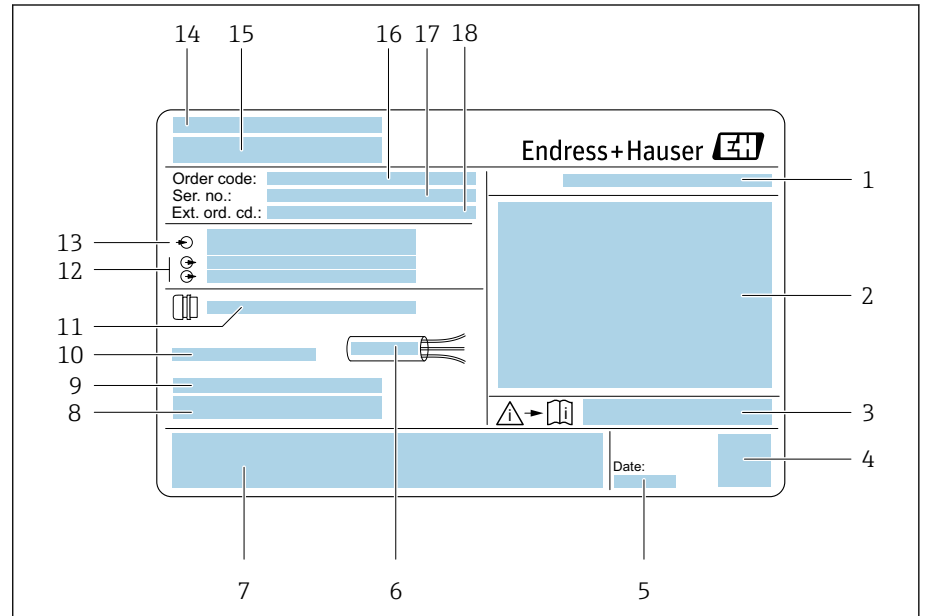 14 15 16 17 18
Endress+Hauser EH
Order code:
Ser. no.:
Ext. ord. cd.:
1
13
12
2
11
10
9
8
i i
3
4
Date:
7 6 5